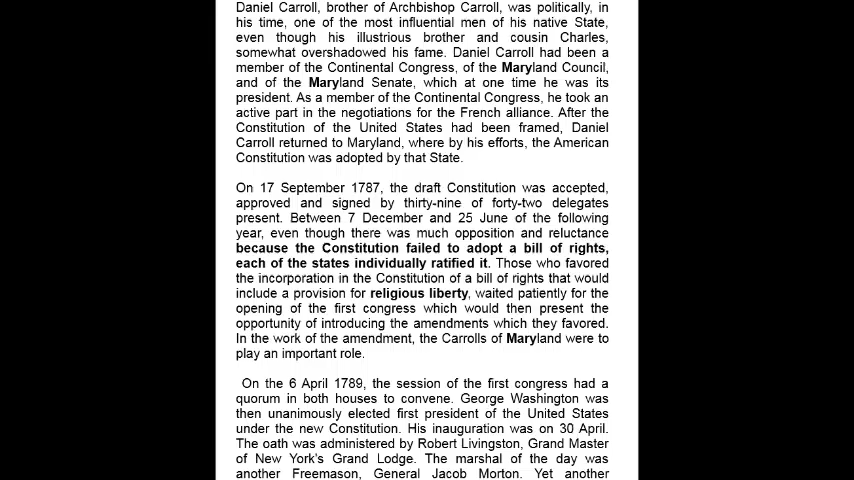 Daniel Carroll, brother of Archbishop Carroll, was politically, in
his time, one of the most influential men of his native State,
even though his illustrious brother and cousin Charles,
somewhat overshadowed his fame. Daniel Carroll had been a
member of the Continental Congress, of the Maryland Council,
and of the Maryland Senate, which at one time he was its
president. As a member of the Continental Congress, he took an
active part in the negotiations for the French alliance. After the
Constitution of the United States had been framed, Daniel
Carroll returned to Maryland, where by his efforts, the American
Constitution was adopted by that State.
On 17 September 1787, the draft Constitution was accepted,
approved and signed by thirty-nine of forty-two delegates
present. Between 7 December and 25 June of the following
year, even though there was much opposition and reluctance
because the Constitution failed to adopt a bill of rights,
each of the states individually ratified it. Those who favored
the incorporation in the Constitution of a bill of rights that would
include a provision for religious liberty, waited patiently for the
opening of the first congress which would then present the
opportunity of introducing the amendments which they favored.
In the work of the amendment, the Carrolls of Maryland were to
play an important role.
On the 6 April 1789, the session of the first congress had a
quorum in both houses to convene. George Washington was
then unanimously elected first president of the United States
under the new Constitution. His inauguration was on 30 April.
The oath was administered by Robert Livingston, Grand Master
of New York's Grand Lodge. The marshal of the day was
another Freemason, General Jacob Morton. Yet another